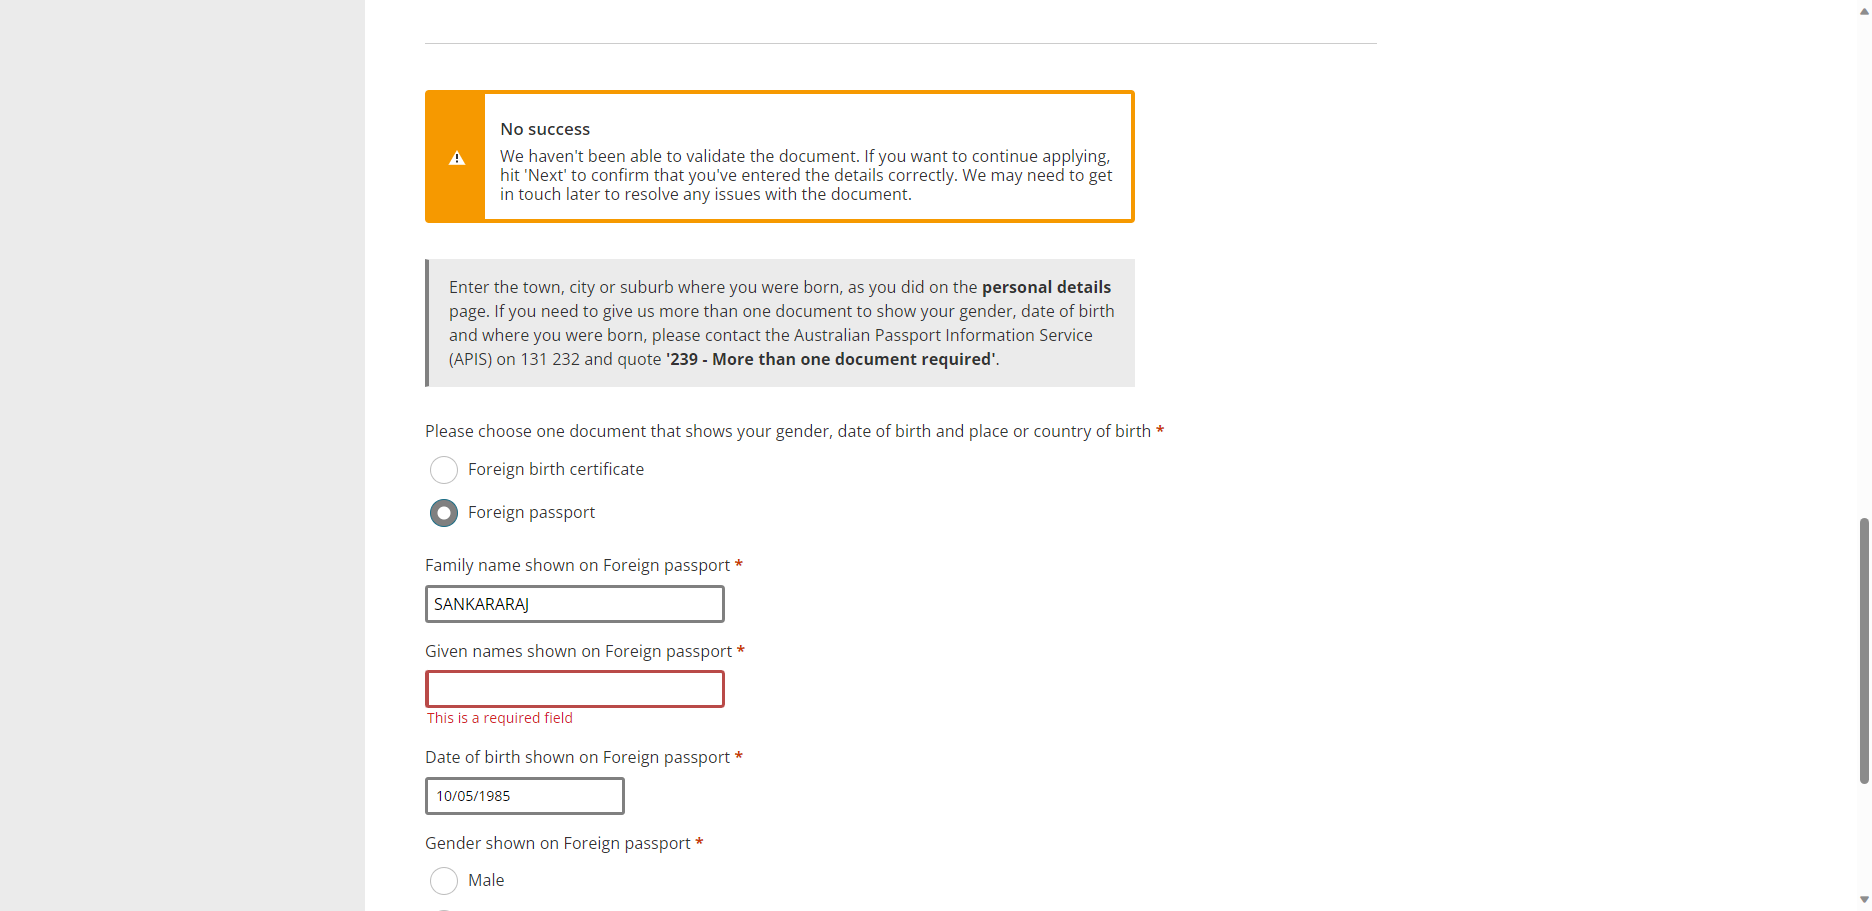 No success
We haven't been able to validate the document. If you want to continue applying,
hit 'Next' to confirm that you've entered the details correctly. We may need to get
in touch later to resolve any issues with the document.
Enter the town, city or suburb where you were born, as you did on the personal details
page. If you need to give us more than one document to show your gender, date of birth
and where you were born, please contact the Australian Passport Information Service
(APIS) on 131 232 and quote '239 - More than one document required'.
Please choose one document that shows your gender, date of birth and place or country of birth *
Foreign birth certificate
Foreign passport
Family name shown on Foreign passport *
SANKARARAJ
Given names shown on Foreign passport *
This is a required field
Date of birth shown on Foreign passport *
10/05/1985
Gender shown on Foreign passport *
Male